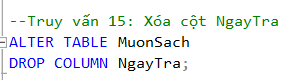 --Truy vấn 15: Xóa cột NgayTra
ALTER TABLE MuonSach
DROP COLUMN NgayTra;